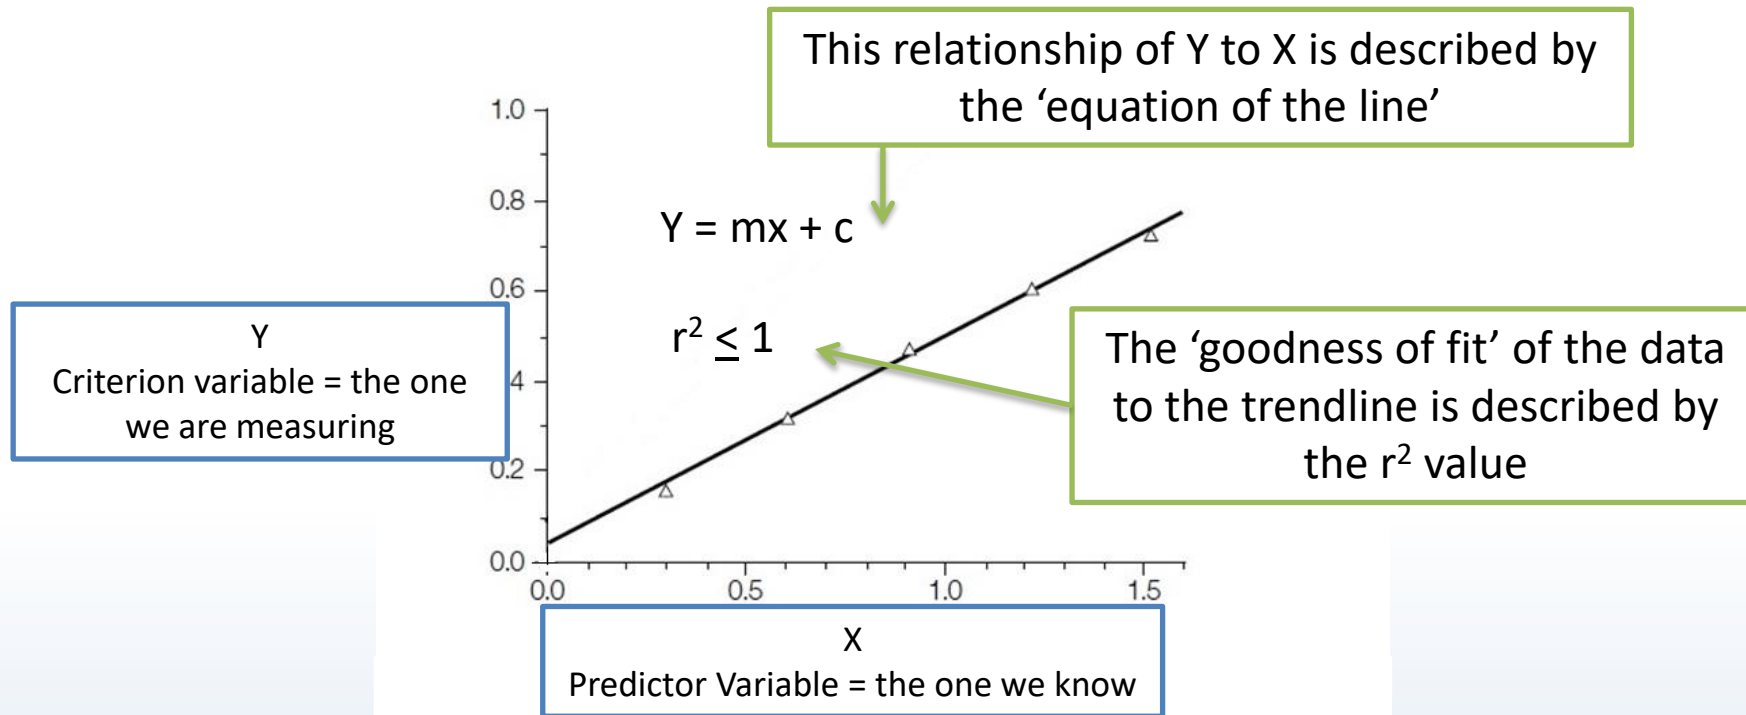 This relationship of Y to X is described by
the ‘equation of the line’
1.0
0.8
Y = mx + c
0.6
r² ≤ 1
Y
Criterion variable = the one
we are measuring
4
The ‘goodness of fit’ of the data
to the trendline is described by
the r² value
0.2
0.0
0.0 0.5 1.0 1.5
X
Predictor Variable = the one we know